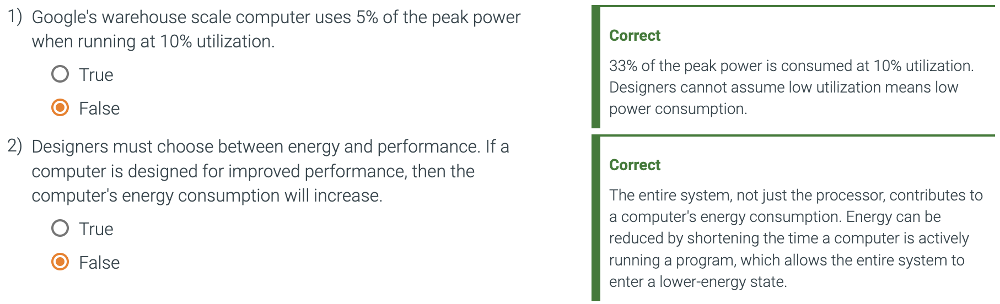 1) Google's warehouse scale computer uses 5% of the peak power
when running at 10% utilization.
True
False
Correct
33% of the peak power is consumed at 10% utilization.
Designers cannot assume low utilization means low
power consumption.
2) Designers must choose between energy and performance. If a
computer is designed for improved performance, then the
computer's energy consumption will increase.
True
False
Correct
The entire system, not just the processor, contributes to
a computer's energy consumption. Energy can be
reduced by shortening the time a computer is actively
running a program, which allows the entire system to
enter a lower-energy state.